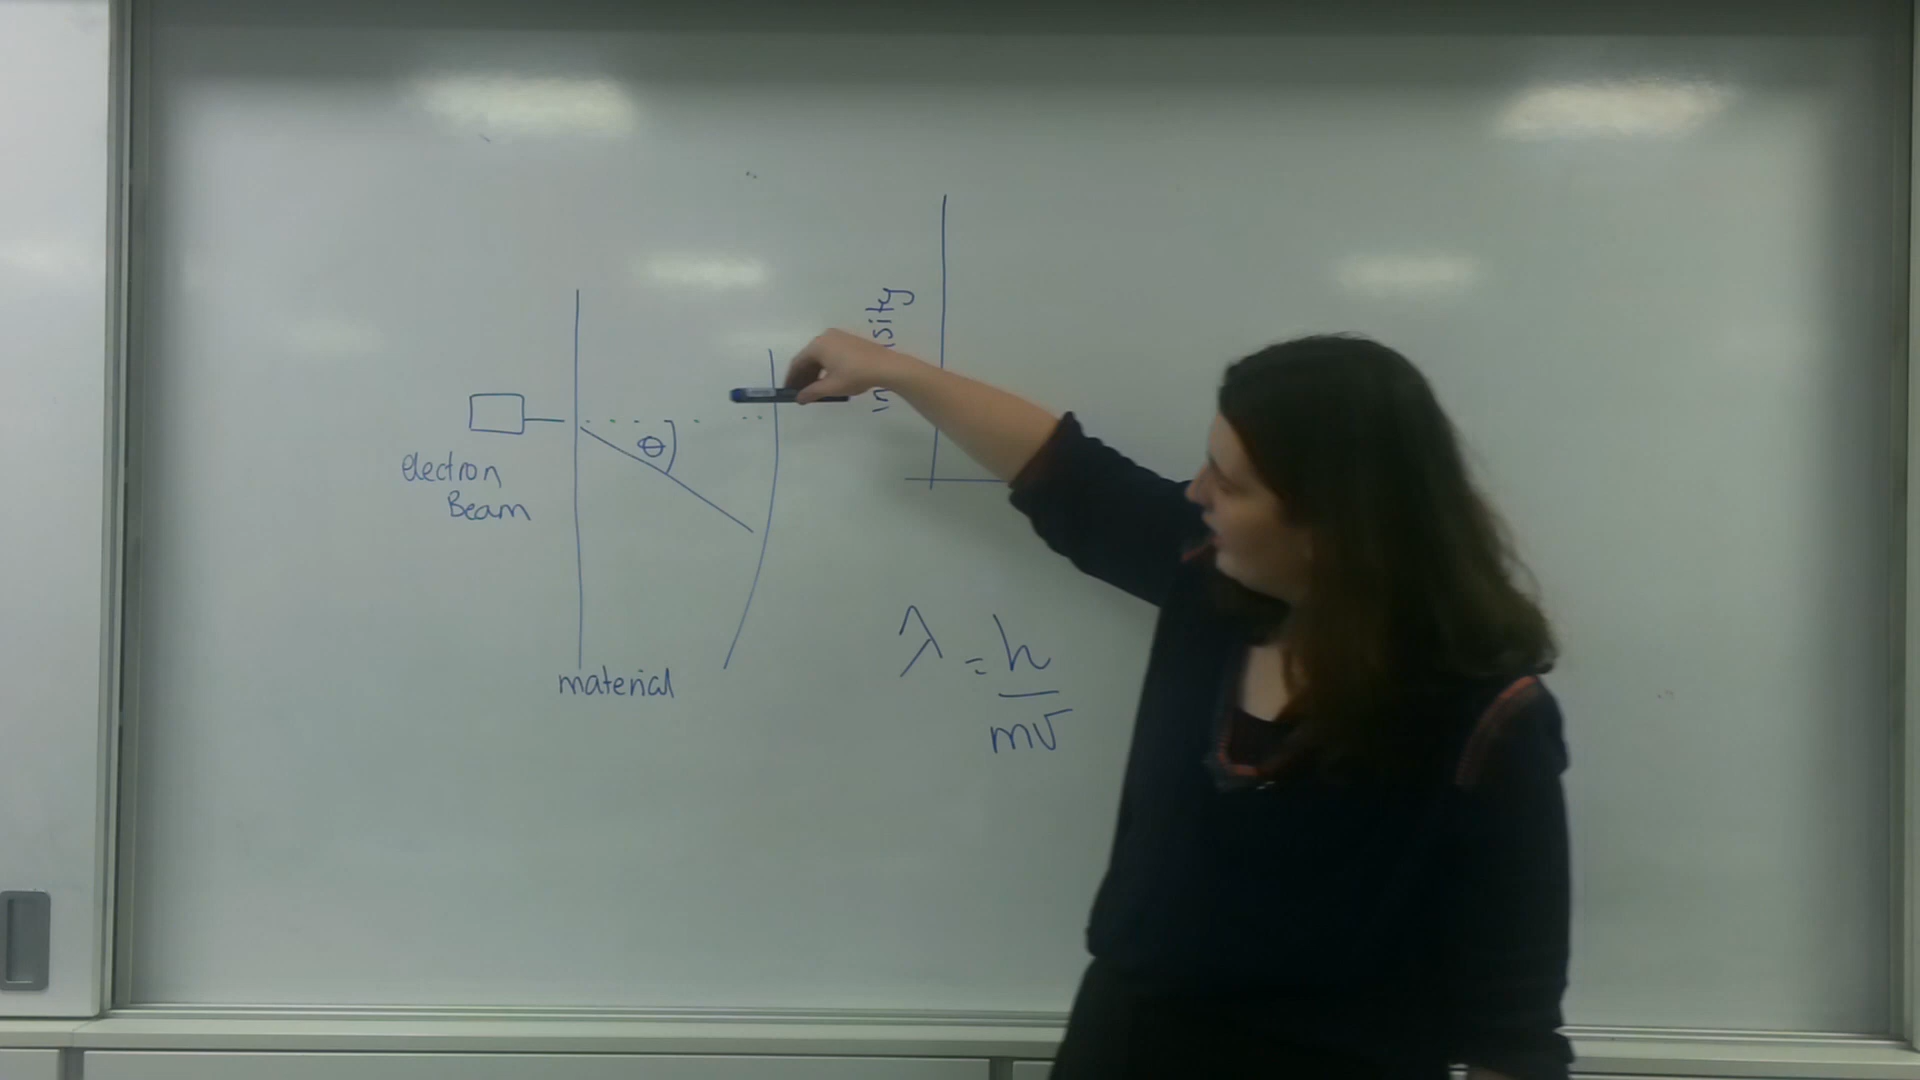 electron
Beam
θ
material
λ = h
mv